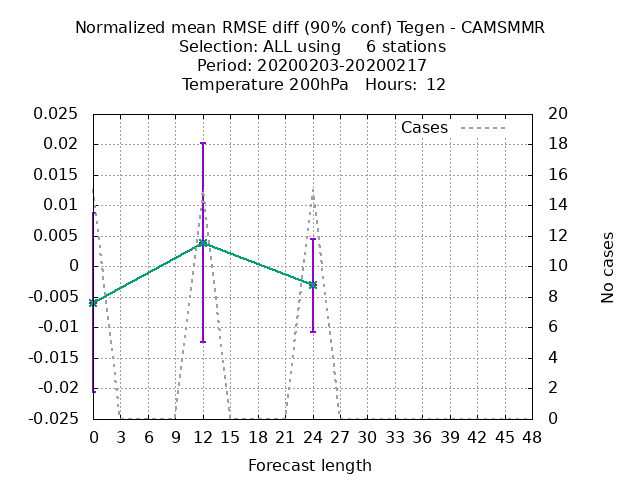 Normalized mean RMSE diff (90% conf) Tegen - CAMSMMR
Selection: ALL using     6 stations
Period: 20200203-20200217
Temperature 200hPa   Hours:  12
0.025
0.02
0.015
0.01
0.005
0
-0.005
-0.01
-0.015
-0.02
-0.025
Cases
20
18
16
14
12
10
8
6
4
2
0
No cases
0 3 6 9 12 15 18 21 24 27 30 33 36 39 42 45 48
Forecast length